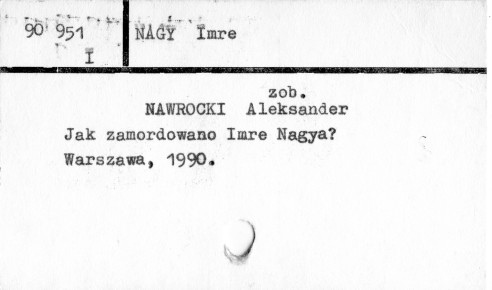 90 951 NAGY Imre
I
zob.
NAWROCKI Aleksander
Jak zamordowano Imre Nagya?
Warszawa, 1990.